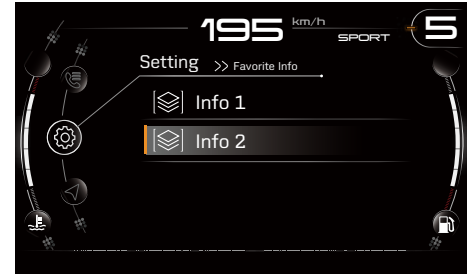 195 km/h
SPORT
5
Setting >> Favorite Info
Info 1
Info 2